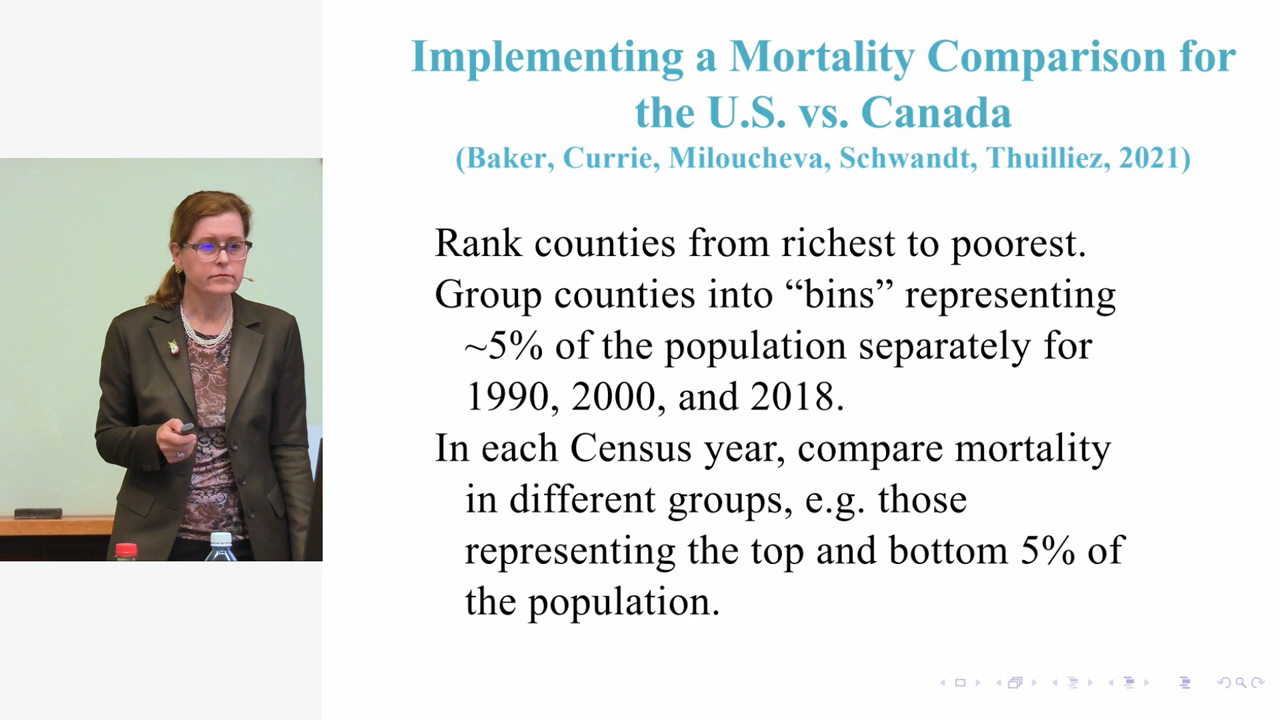 Implementing a Mortality Comparison for
the U.S. vs. Canada
(Baker, Currie, Miloucheva, Schwandt, Thuilliez, 2021)
Rank counties from richest to poorest.
Group counties into “bins” representing
~5% of the population separately for
1990, 2000, and 2018.
In each Census year, compare mortality
in different groups, e.g. those
representing the top and bottom 5% of
the population.